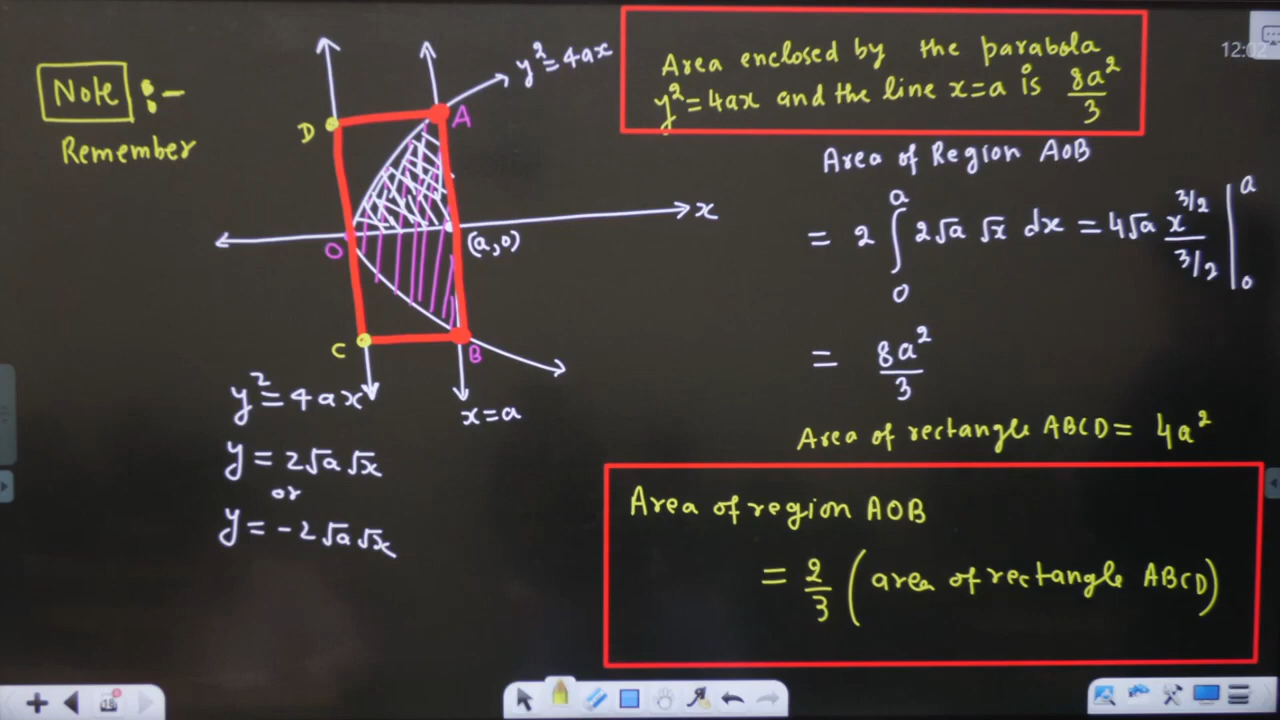 Note :-
Remember
y² = 4ax
D
A
O
(a,0)
x
C
B
x=a
y² = 4ax
y = 2√a √x
or
y = -2√a √x
Area enclosed by the parabola
y² = 4ax and the line x=a is 8a²/3
12:02
Area of Region AOB
= 2 ∫₀ᵃ 2√a √x dx = 4√a x^(3/2)/(3/2) |₀ᵃ
= 8a²/3
Area of rectangle ABCD = 4a²
Area of region AOB
= 2/3 (area of rectangle ABCD)
18